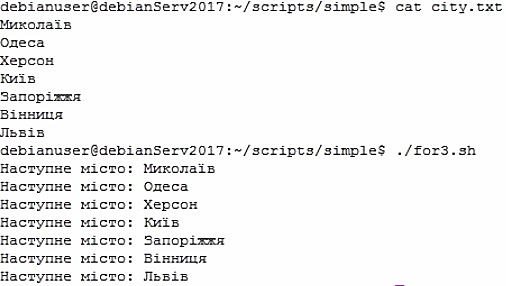 debianuser@debianServ2017:~/scripts/simple$ cat city.txt
Миколаїв
Одеса
Херсон
Київ
Запоріжжя
Вінниця
Львів
debianuser@debianServ2017:~/scripts/simple$ ./for3.sh
Наступне місто: Миколаїв
Наступне місто: Одеса
Наступне місто: Херсон
Наступне місто: Київ
Наступне місто: Запоріжжя
Наступне місто: Вінниця
Наступне місто: Львів